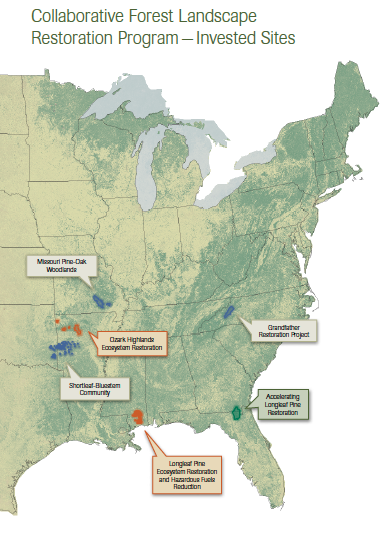 Collaborative Forest Landscape
Restoration Program — Invested Sites
Missouri Pine-Oak
Woodlands
Ozark Highlands
Ecosystem Restoration
Grandfather
Restoration Project
Shortleaf-Bluestem
Community
Accelerating
Longleaf Pine
Restoration
Longleaf Pine
Ecosystem Restoration
and Hazardous Fuels
Reduction